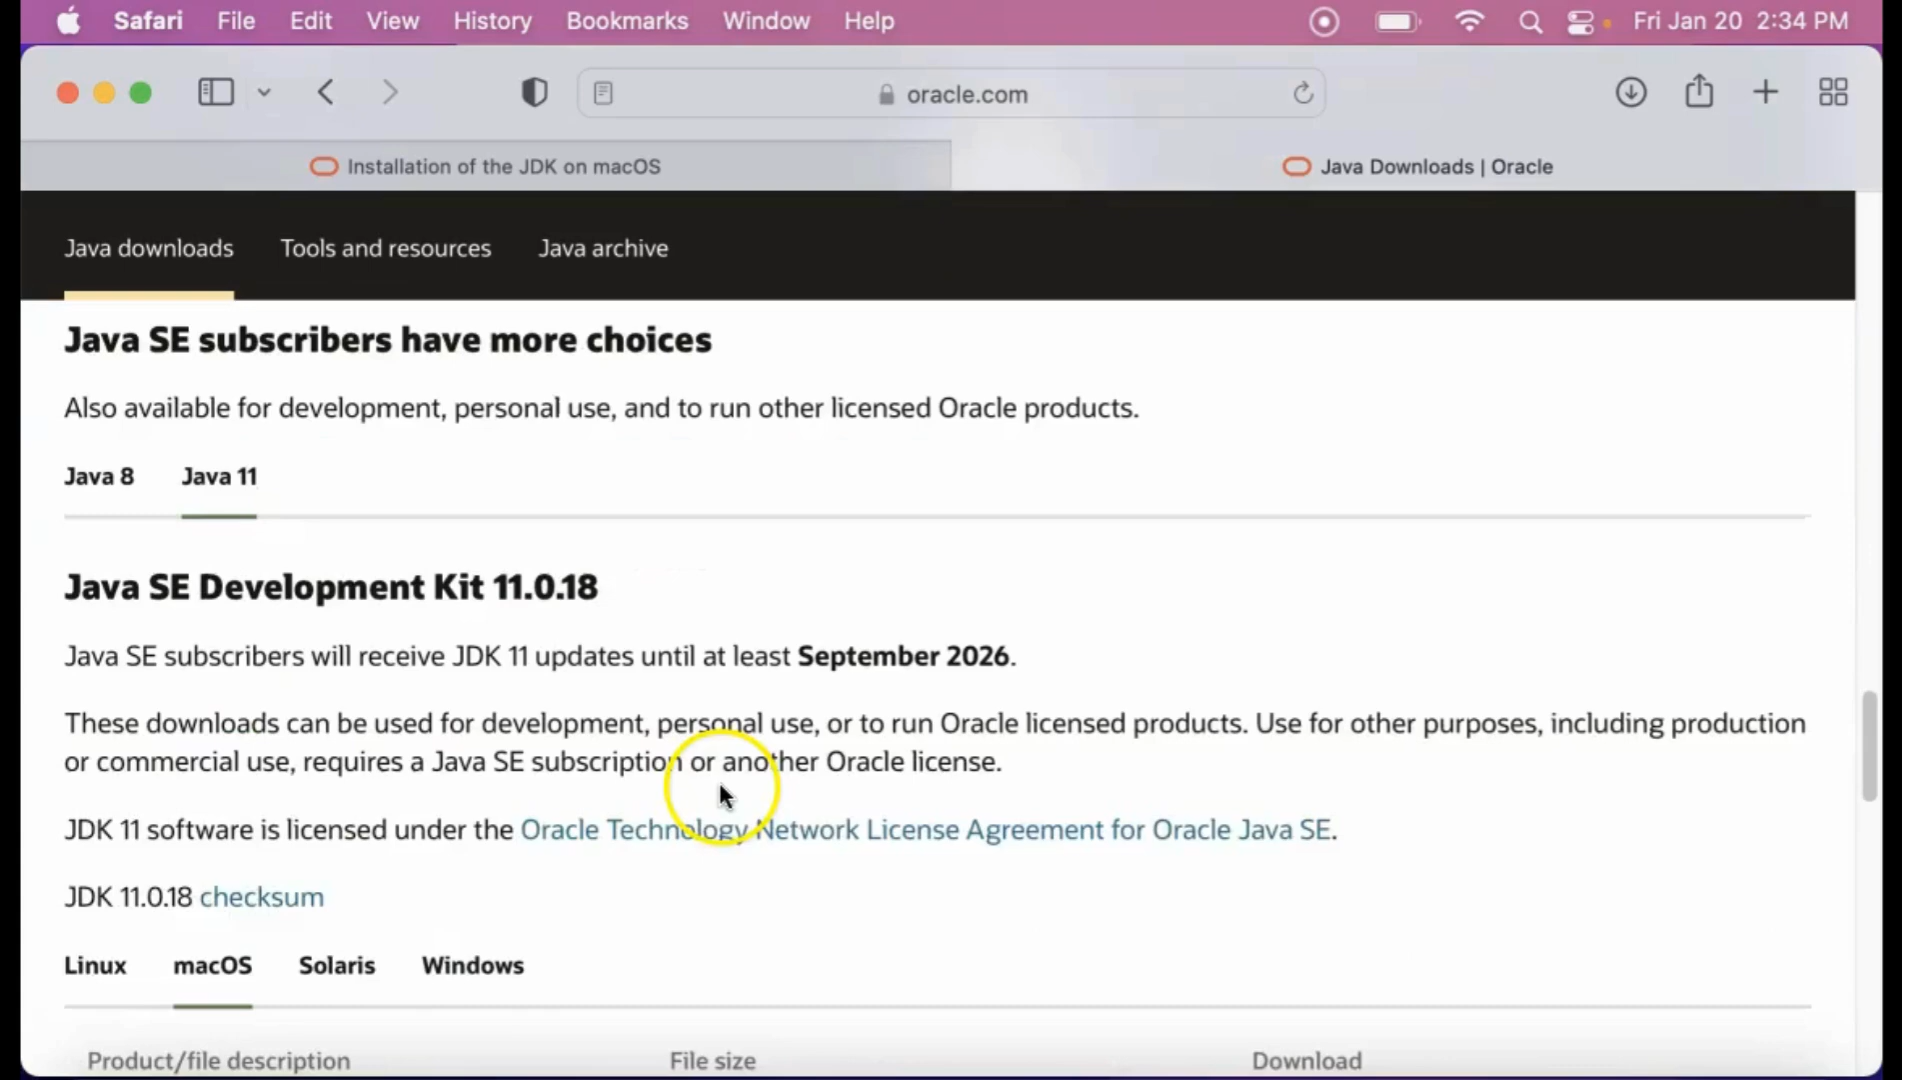 Safari File Edit View History Bookmarks Window Help Fri Jan 20 2:34 PM
oracle.com
Installation of the JDK on macOS
Java Downloads | Oracle
Java downloads Tools and resources Java archive
Java SE subscribers have more choices
Also available for development, personal use, and to run other licensed Oracle products.
Java 8 Java 11
Java SE Development Kit 11.0.18
Java SE subscribers will receive JDK 11 updates until at least September 2026.
These downloads can be used for development, personal use, or to run Oracle licensed products. Use for other purposes, including production
or commercial use, requires a Java SE subscription or another Oracle license.
JDK 11 software is licensed under the Oracle Technology Network License Agreement for Oracle Java SE.
JDK 11.0.18 checksum
Linux macOS Solaris Windows
Product/file description File size Download